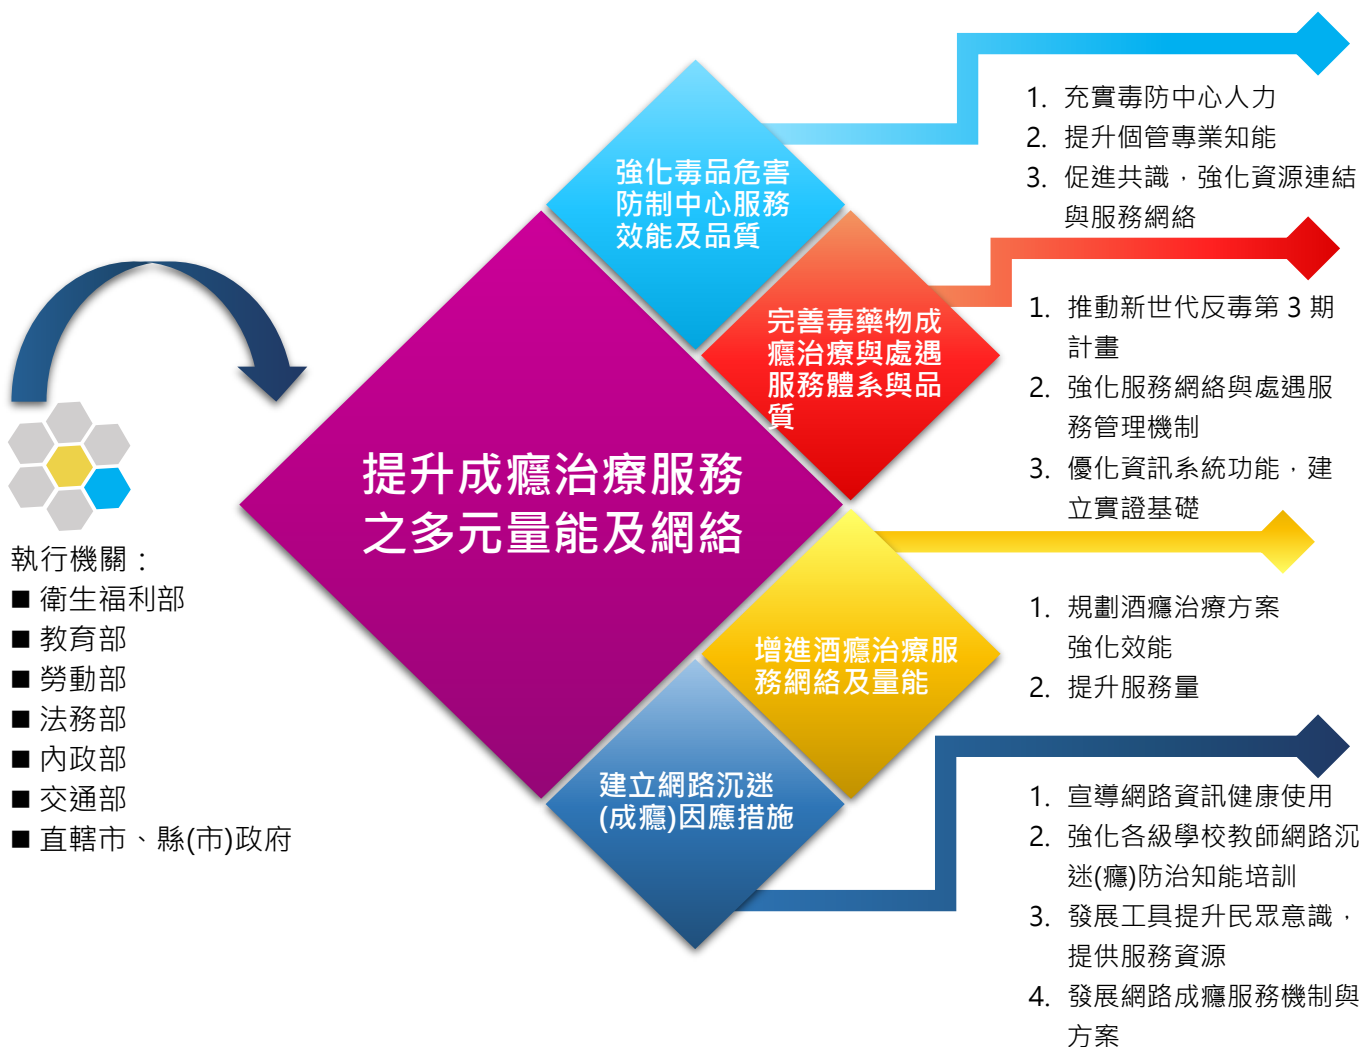 強化毒品危害
防制中心服務
效能及品質
1. 充實毒防中心人力
2. 提升個管專業知能
3. 促進共識，強化資源連結
與服務網絡
完善毒藥物成
癮治療與處遇
服務體系與品
質
1. 推動新世代反毒第 3 期
計畫
2. 強化服務網絡與處遇服
務管理機制
3. 優化資訊系統功能，建
立實證基礎
提升成癮治療服務
之多元量能及網絡
執行機關：
■ 衛生福利部
■ 教育部
■ 勞動部
■ 法務部
■ 內政部
■ 交通部
■ 直轄市、縣(市)政府
增進酒癮治療服
務網絡及量能
1. 規劃酒癮治療方案
強化效能
2. 提升服務量
建立網路沉迷
(成癮)因應措施
1. 宣導網路資訊健康使用
2. 強化各級學校教師網路沉
迷(癮)防治知能培訓
3. 發展工具提升民眾意識，
提供服務資源
4. 發展網路成癮服務機制與
方案